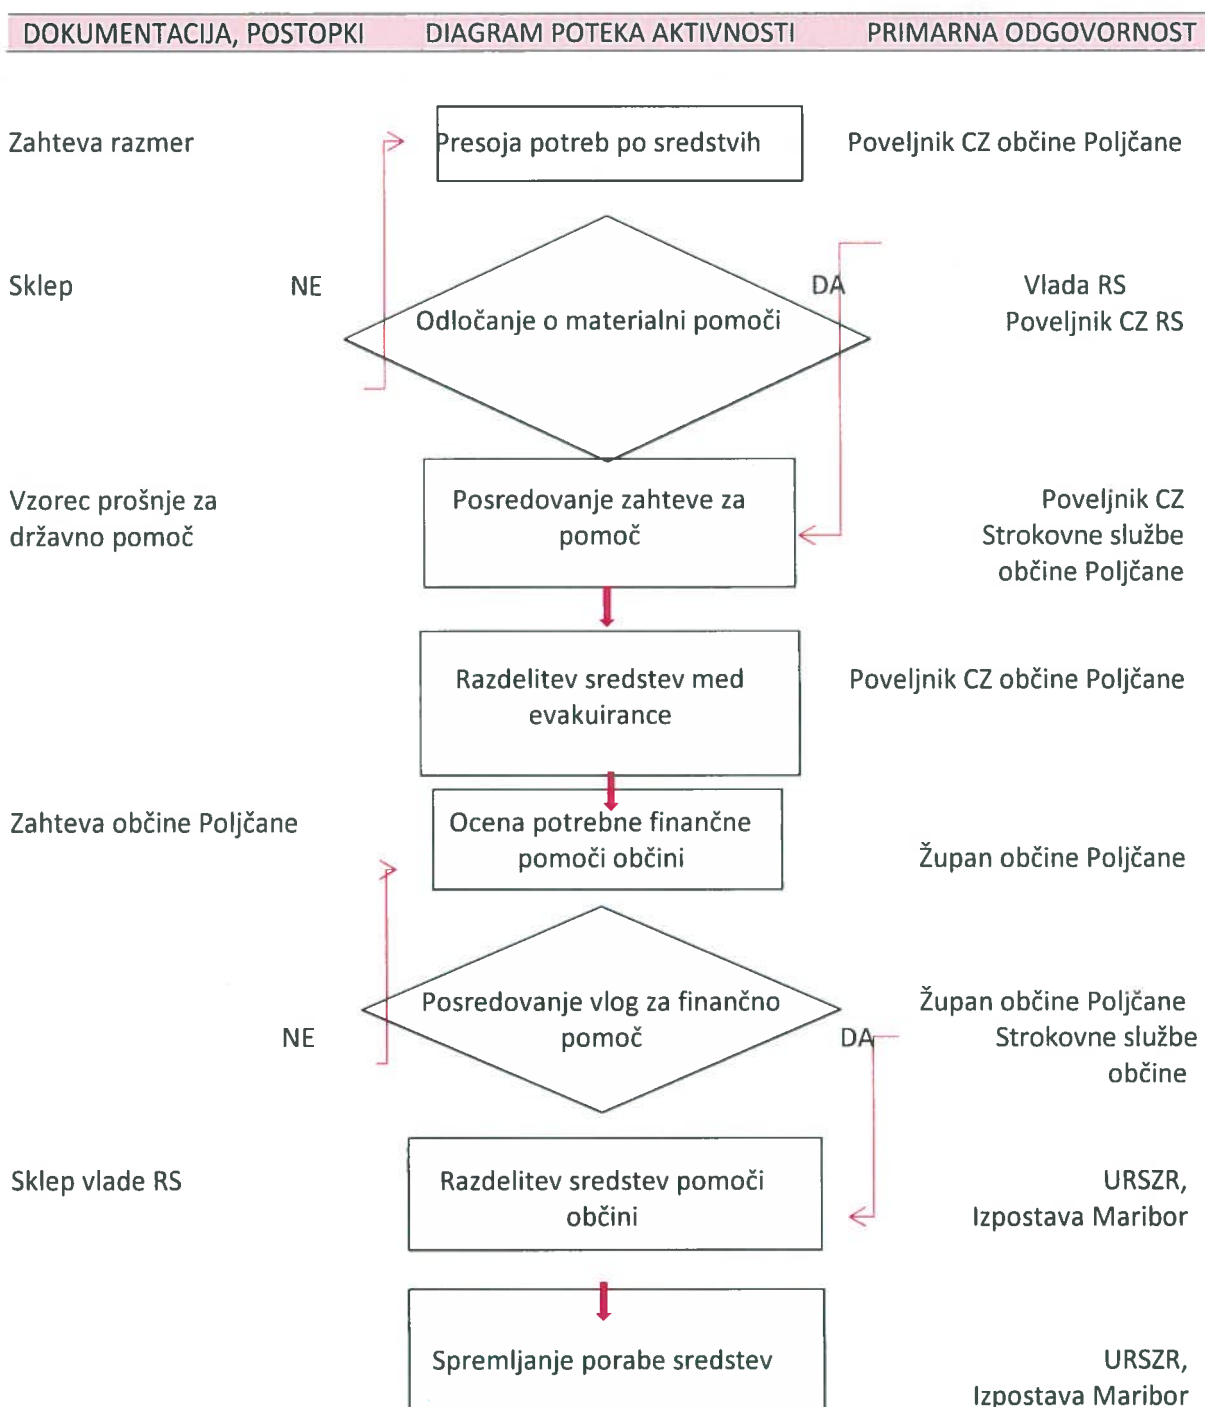 DOKUMENTACIJA, POSTOPKI DIAGRAM POTEKA AKTIVNOSTI PRIMARNA ODGOVORNOST
Zahteva razmer
Presoja potreb po sredstvih
Poveljnik CZ občine Poljčane
Sklep
NE
Odločanje o materialni pomoči
DA
Vlada RS
Poveljnik CZ RS
Vzorec prošnje za
državno pomoč
Posredovanje zahteve za
pomoč
Poveljnik CZ
Strokovne službe
občine Poljčane
Razdelitev sredstev med
evakuirance
Poveljnik CZ občine Poljčane
Zahteva občine Poljčane
Ocena potrebne finančne
pomoči občini
Župan občine Poljčane
NE
Posredovanje vlog za finančno
pomoč
DA
Župan občine Poljčane
Strokovne službe
občine
Sklep vlade RS
Razdelitev sredstev pomoči
občini
URSZR,
Izpostava Maribor
Spremljanje porabe sredstev
URSZR,
Izpostava Maribor